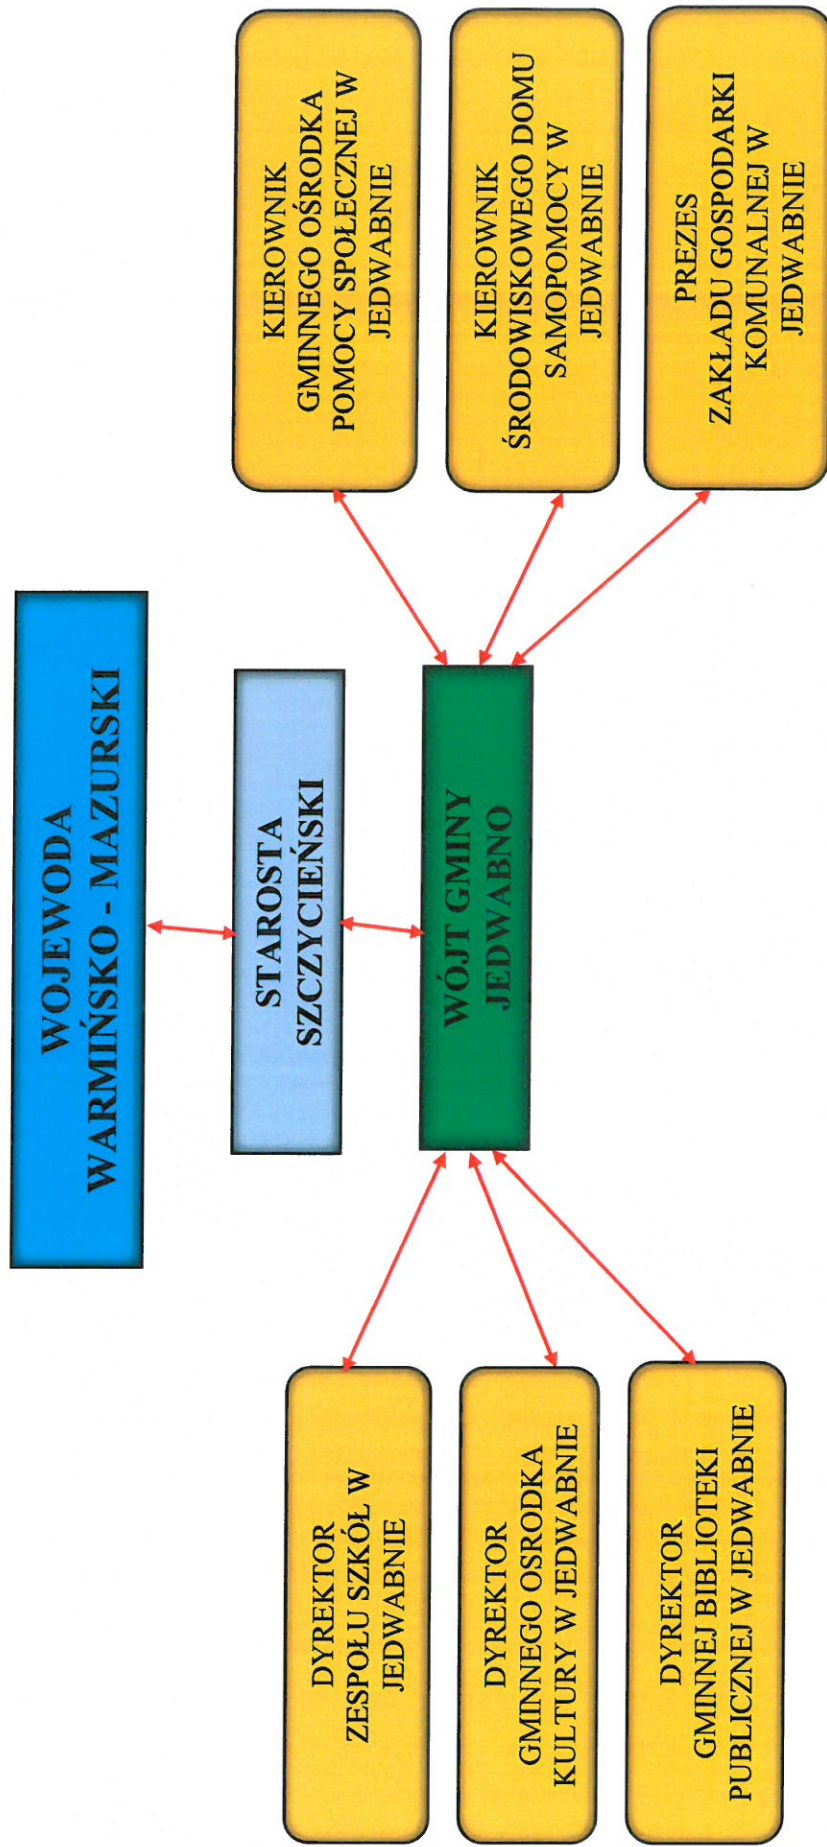 WOJEWODA
WARMIŃSKO - MAZURSKI
STAROSTA
SZCZYCIEŃSKI
WÓJT GMINY
JEDWABNO
DYREKTOR
ZESPOŁU SZKÓŁ W
JEDWABNIE
DYREKTOR
GMINNEGO OSRODKA
KULTURY W JEDWABNIE
DYREKTOR
GMINNEJ BIBLIOTEKI
PUBLICZNEJ W JEDWABNIE
KIEROWNIK
GMINNEGO OŚRODKA
POMOCY SPOŁECZNEJ W
JEDWABNIE
KIEROWNIK
ŚRODOWISKOWEGO DOMU
SAMOPOMOCY W
JEDWABNIE
PREZES
ZAKŁADU GOSPODARKI
KOMUNALNEJ W
JEDWABNIE